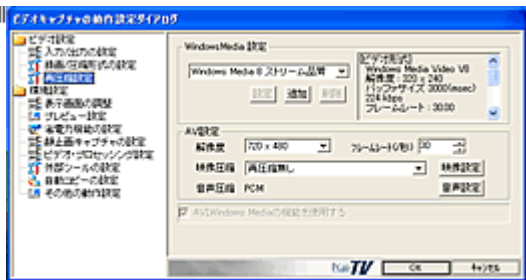 ビデオキャプチャの動作設定ダイアログ
ビデオ設定
入力/出力の設定
録画/圧縮形式の設定
再圧縮設定
環境設定
表示画面の調整
プレビュー設定
省電力機能の設定
静止画キャプチャの設定
ビデオ・プロセッシング設定
外部ツールの設定
自動コピーの設定
その他の動作設定
WindowsMedia 設定
Windows Media 8 ストリーム品質
設定 追加 削除
[ビデオ形式]
Windows Media Video V8
解像度 : 320 x 240
バッファサイズ 3000(msec)
224 kbps
フレームレート : 30.00
AVI設定
解像度 720 x 480 フレームレート(/秒) 30
映像圧縮 再圧縮無し 映像設定
音声圧縮 PCM 音声設定
AVI/Windows Mediaの機能を使用する
TV OK キャンセル